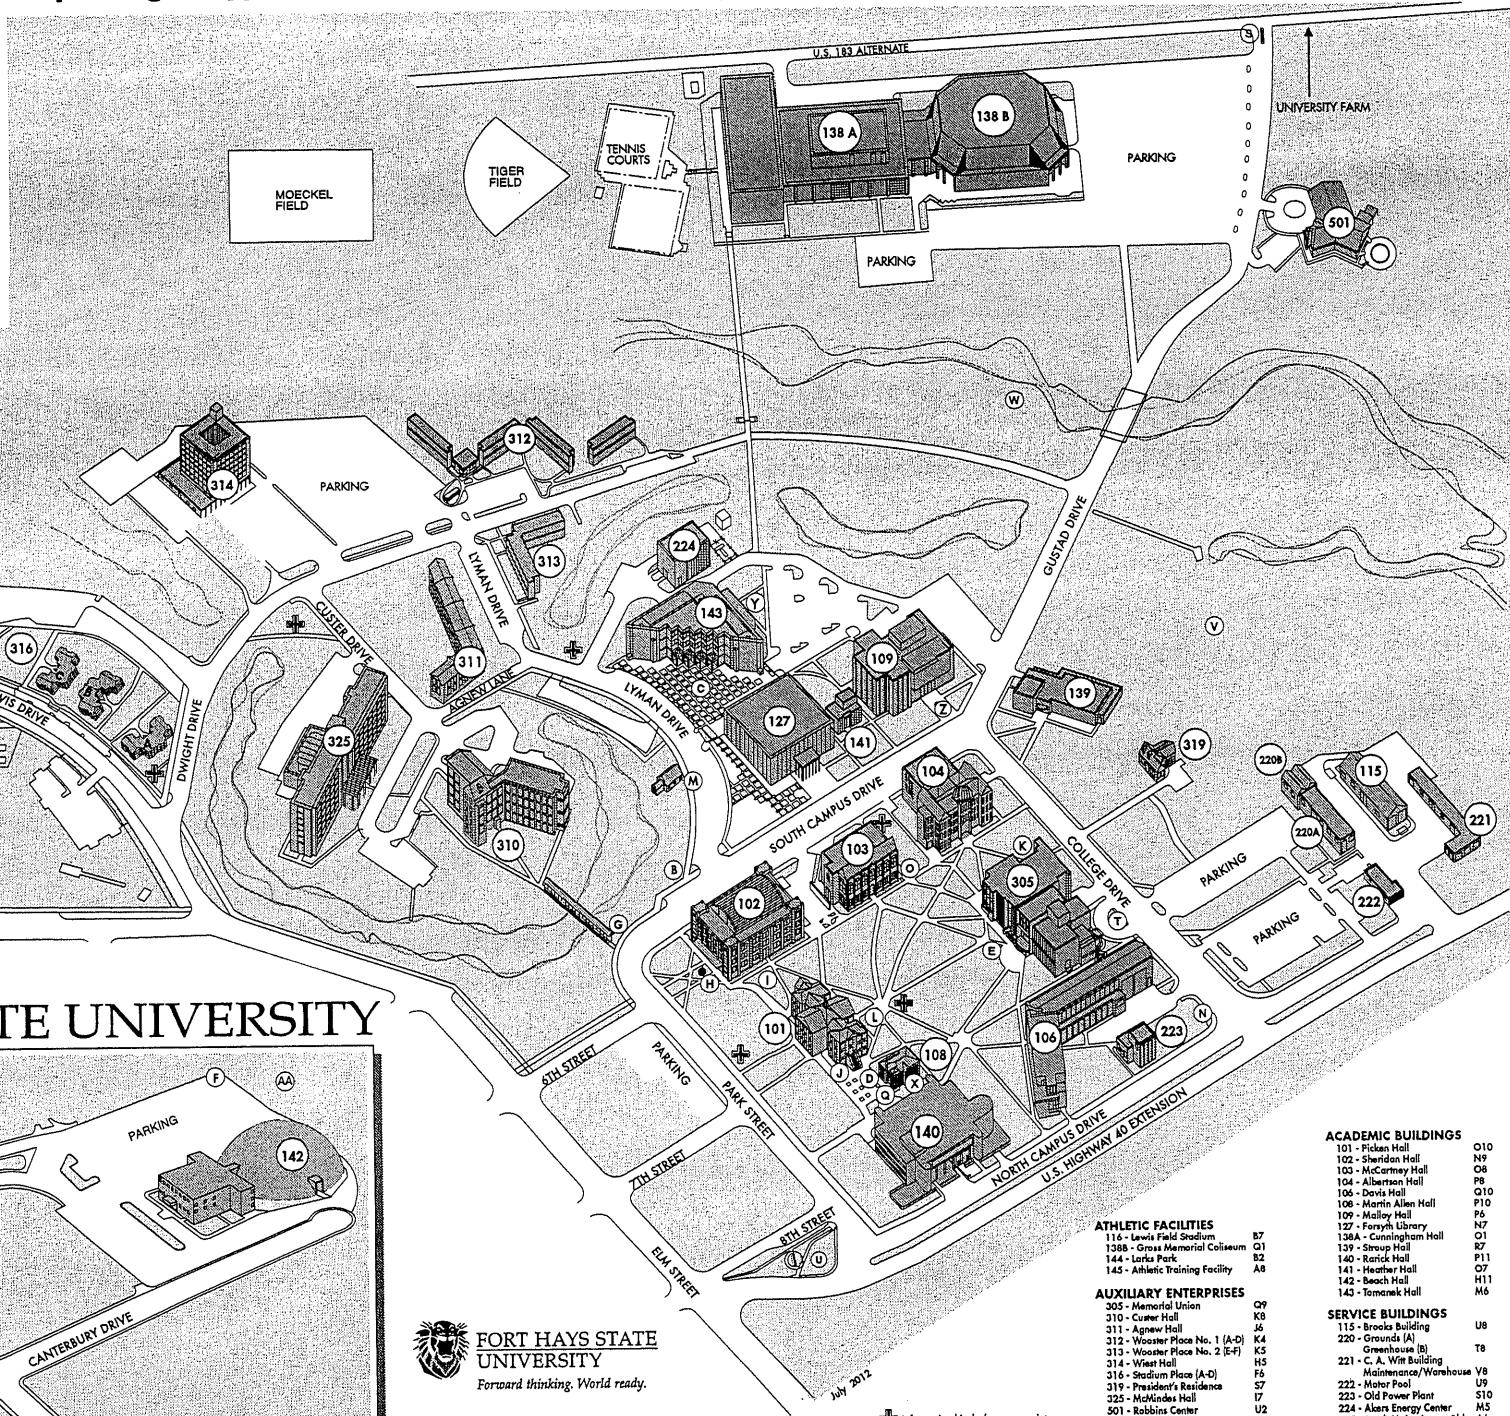 U.S. 183 ALTERNATE
S
UNIVERSITY FARM
138 A
138 B
PARKING
TENNIS
COURTS
TIGER
FIELD
MOECKEL
FIELD
501
PARKING
W
GUSTAD DRIVE
314
PARKING
312
313
LYMAN DRIVE
224
143
Y
V
316
CUSTER DRIVE
311
AGNEW LANE
LYMAN DRIVE
C
109
Z
139
DWIGHT DRIVE
325
127
141
M
104
319
220B
115
221
310
SOUTH CAMPUS DRIVE
103
O
K
COLLEGE DRIVE
220A
PARKING
B
305
222
102
G
T
PARKING
E
H
I
TE UNIVERSITY
101
L
N
106
223
108
6TH STREET
PARKING
J
D
X
Q
F
AA
PARK STREET
PARKING
142
140
NORTH CAMPUS DRIVE
U.S. HIGHWAY 40 EXTENSION
7TH STREET
8TH STREET
U
ELM STREET
CANTERBURY DRIVE
FORT HAYS STATE
UNIVERSITY
Forward thinking. World ready.
July 2012
ATHLETIC FACILITIES
116 - Lewis Field Stadium B7
138B - Gross Memorial Coliseum Q1
144 - Larks Park B2
145 - Athletic Training Facility A8
AUXILIARY ENTERPRISES
305 - Memorial Union Q9
310 - Custer Hall K8
311 - Agnew Hall J6
312 - Wooster Place No. 1 (A-D) K4
313 - Wooster Place No. 2 (E-F) K5
314 - Wiest Hall H5
316 - Stadium Place (A-D) F6
319 - President's Residence S7
325 - McMindes Hall I7
501 - Robbins Center U2
ACADEMIC BUILDINGS
101 - Picken Hall O10
102 - Sheridan Hall N9
103 - McCartney Hall O8
104 - Albertson Hall P8
106 - Davis Hall Q10
108 - Martin Allen Hall P10
109 - Malloy Hall P6
127 - Forsyth Library N7
138A - Cunningham Hall O1
139 - Stroup Hall R7
140 - Rarick Hall P11
141 - Heather Hall O7
142 - Beach Hall H11
143 - Tomanek Hall M6
SERVICE BUILDINGS
115 - Brooks Building U8
220 - Grounds (A)
Greenhouse (B) T8
221 - C. A. Witt Building
Maintenance/Warehouse V8
222 - Motor Pool U9
223 - Old Power Plant S10
224 - Akers Energy Center M5